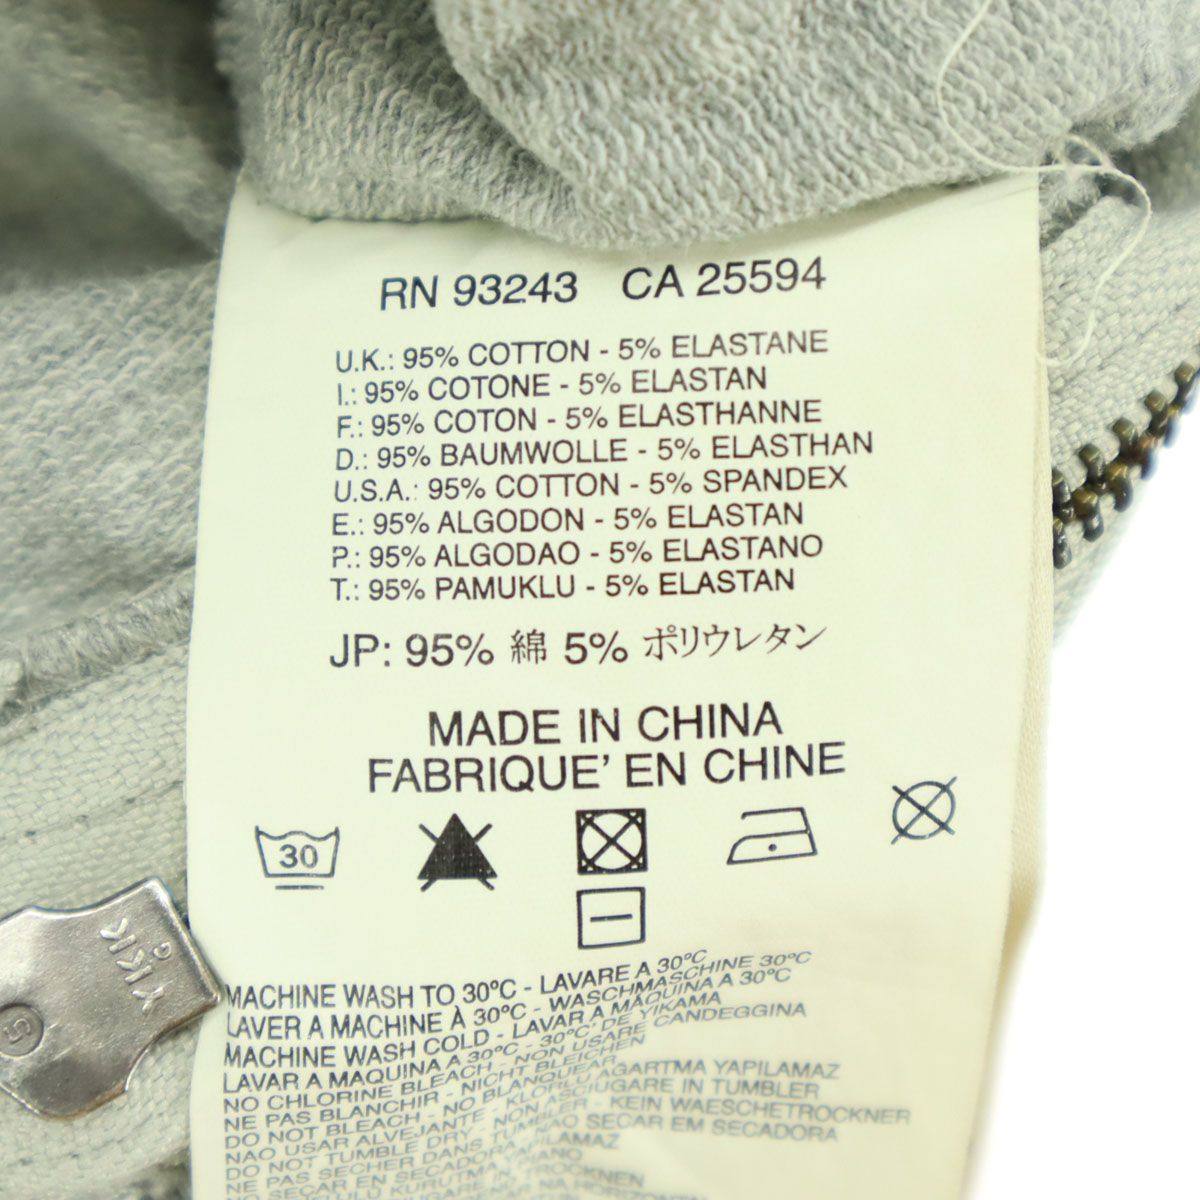 RN 93243 CA 25594
U.K.: 95% COTTON - 5% ELASTANE
I.: 95% COTONE - 5% ELASTAN
F.: 95% COTON - 5% ELASTHANNE
D.: 95% BAUMWOLLE - 5% ELASTHAN
U.S.A.: 95% COTTON - 5% SPANDEX
E.: 95% ALGODON - 5% ELASTAN
P.: 95% ALGODAO - 5% ELASTANO
T.: 95% PAMUKLU - 5% ELASTAN
JP: 95% 綿 5% ポリウレタン
MADE IN CHINA
FABRIQUE' EN CHINE
30
YKK
MACHINE WASH TO 30°C - LAVARE A 30°C
LAVER A MACHINE À 30°C - WASCHMASCHINE 30°C
MACHINE WASH COLD - LAVAR A MÁQUINA A 30°C
LAVAR A MAQUINA A 30°C - 30°C' DE YIKAMA
NO CHLORINE BLEACH - NON USARE CANDEGGINA
NE PAS BLANCHIR - NICHT BLEICHEN
DO NOT BLEACH - NO BLANQUEAR
NAO USAR ALVEJANTE - KLORLU AGARTMA YAPILAMAZ
DO NOT TUMBLE DRY - NON ASCIUGARE IN TUMBLER
NE PAS SECHER DANS TUMBLER - KEIN WAESCHETROCKNER
NO SECAR EN SECADORA - NAO SECAR EM SECADORA